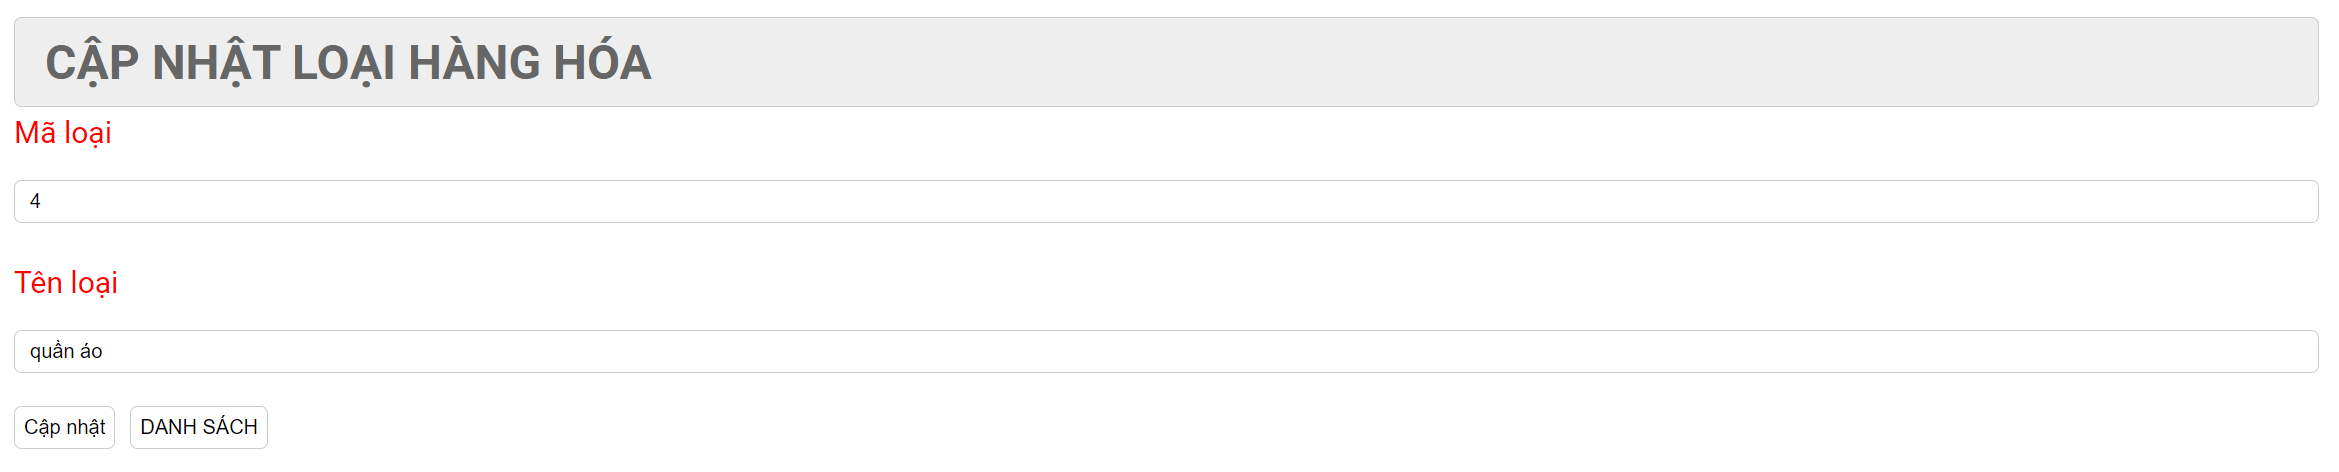 CẬP NHẬT LOẠI HÀNG HÓA
Mã loại
4
Tên loại
quần áo
Cập nhật DANH SÁCH